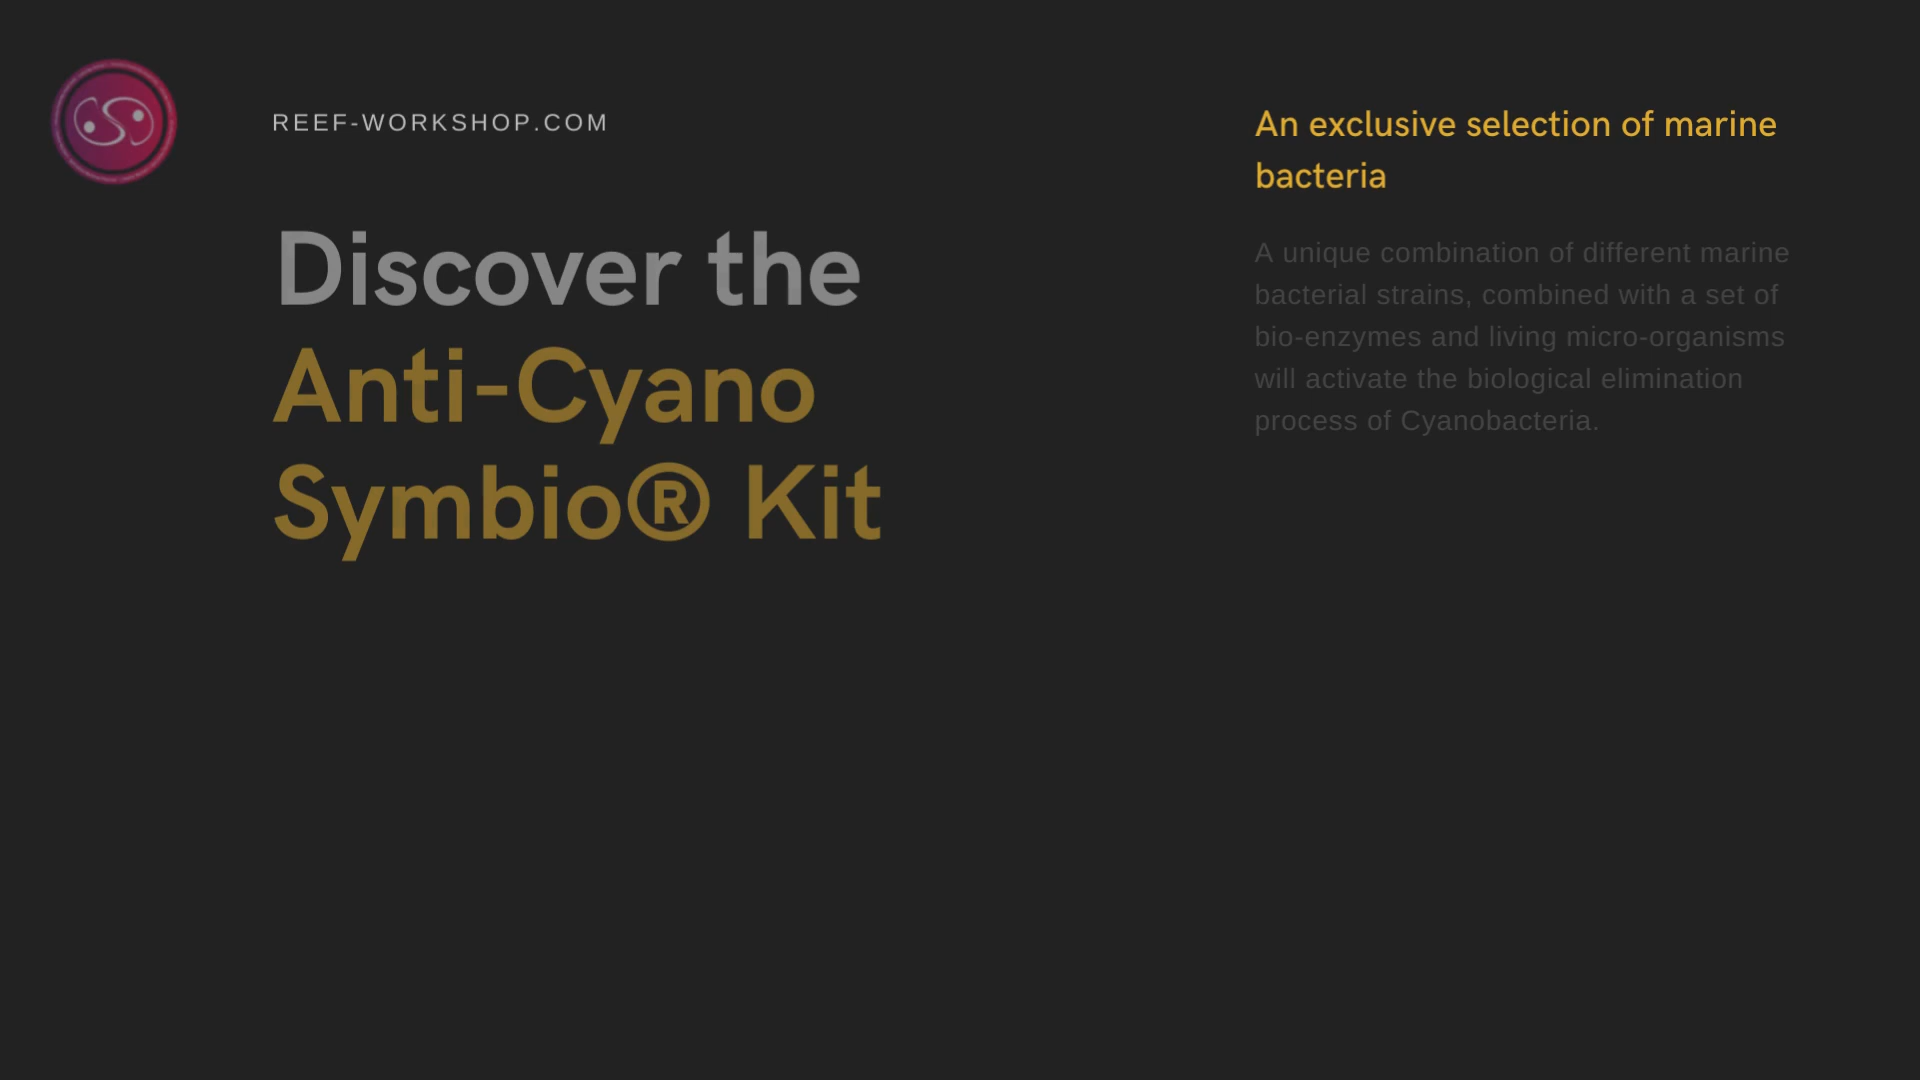 REEF-WORKSHOP.COM
Discover the
Anti-Cyano
Symbio® Kit
An exclusive selection of marine
bacteria
A unique combination of different marine
bacterial strains, combined with a set of
bio-enzymes and living micro-organisms
will activate the biological elimination
process of Cyanobacteria.